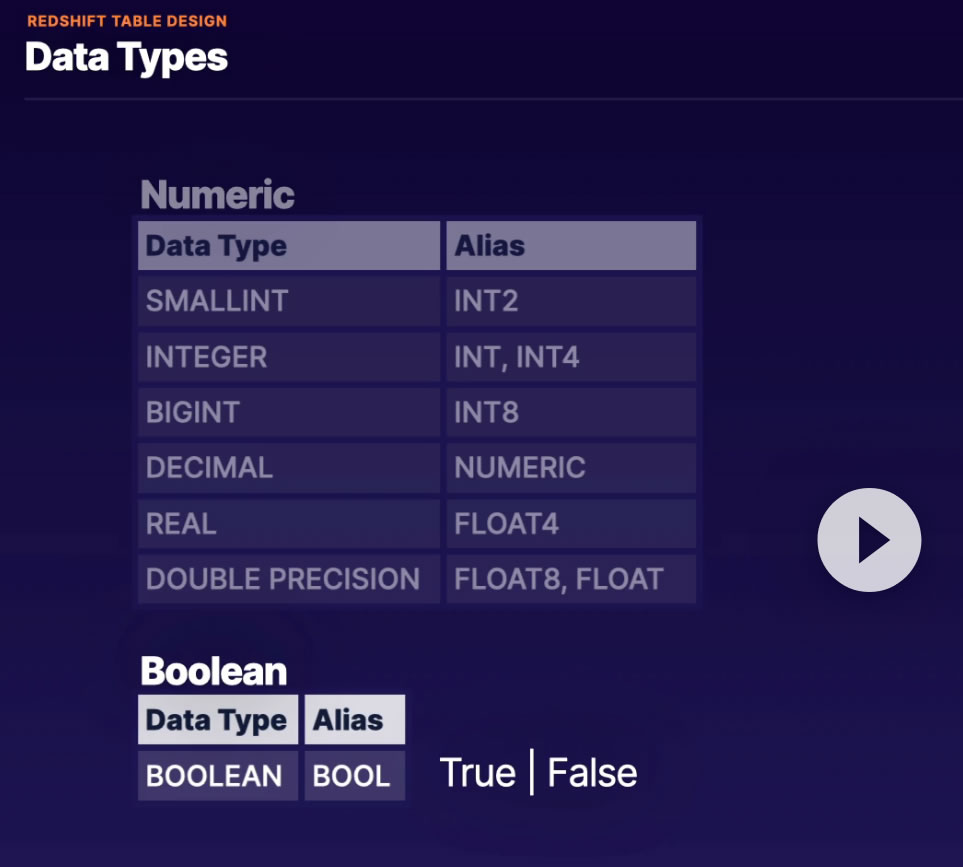 REDSHIFT TABLE DESIGN
Data Types
Numeric
Data Type Alias
SMALLINT INT2
INTEGER INT, INT4
BIGINT INT8
DECIMAL NUMERIC
REAL FLOAT4
DOUBLE PRECISION FLOAT8, FLOAT
Boolean
Data Type Alias
BOOLEAN BOOL True | False